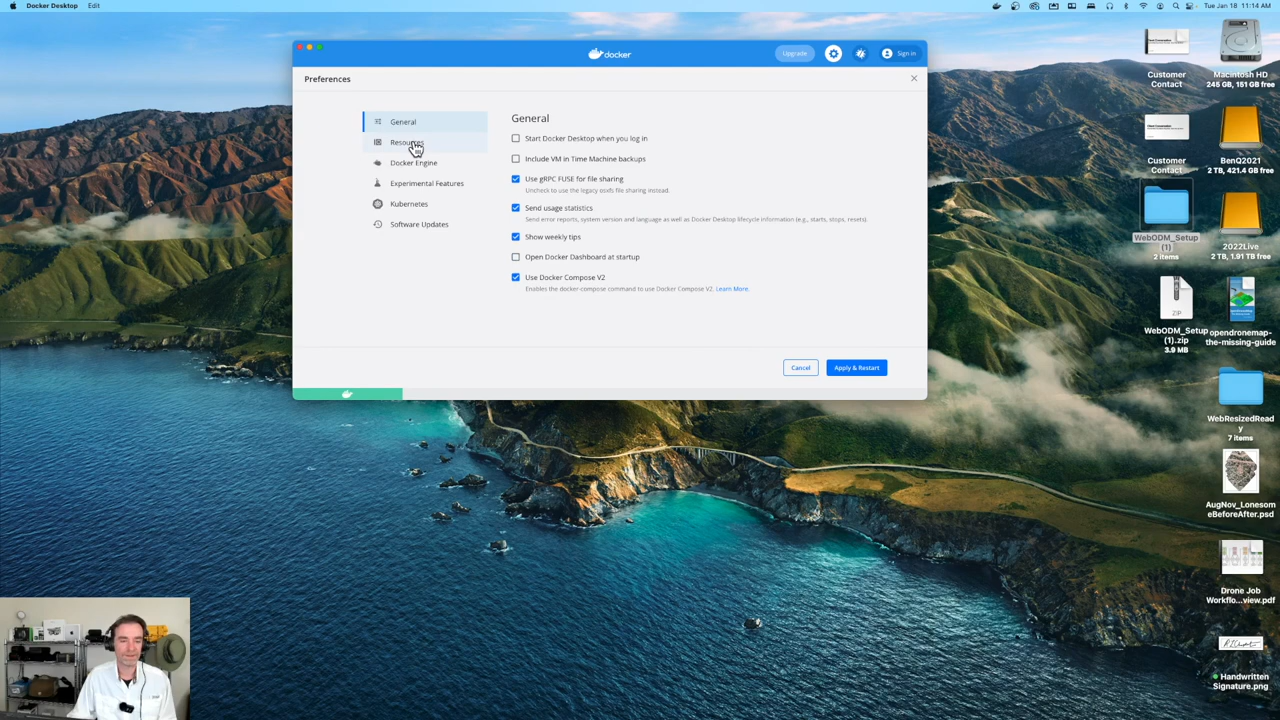 Docker Desktop Edit
Tue Jan 18 11:14 AM
docker
Upgrade
Sign in
Preferences
General
Resources
Docker Engine
Experimental Features
Kubernetes
Software Updates
General
Start Docker Desktop when you log in
Include VM in Time Machine backups
Use gRPC FUSE for file sharing
Uncheck to use the legacy osxfs file sharing instead.
Send usage statistics
Send error reports, system version and language as well as Docker Desktop lifecycle information (e.g., starts, stops, resets).
Show weekly tips
Open Docker Dashboard at startup
Use Docker Compose V2
Enables the docker-compose command to use Docker Compose V2. Learn More.
Cancel
Apply & Restart
Customer
Contact
Macintosh HD
245 GB, 151 GB free
Customer
Contact
BenQ2021
2 TB, 421.4 GB free
WebODM_Setup
(1)
2 items
2022Live
2 TB, 1.91 TB free
ZIP
WebODM_Setup
(1).zip
3.9 MB
opendronemap-
the-missing-guide
WebResizedRead
y
7 items
AugNov_Lonesom
eBeforeAfter.psd
Drone Job
Workflo...view.pdf
Handwritten
Signature.png